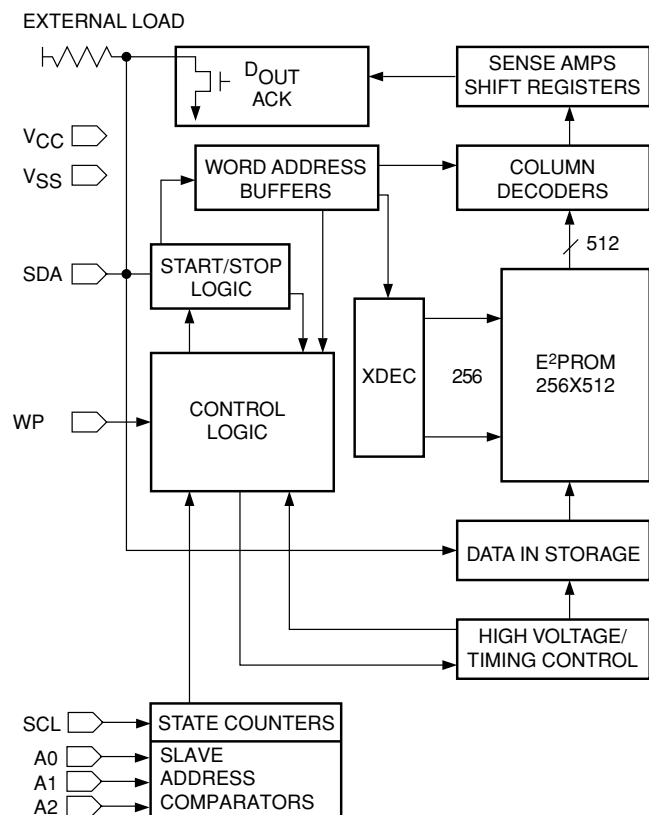 EXTERNAL LOAD
DOUT
ACK
SENSE AMPS
SHIFT REGISTERS
VCC
VSS
WORD ADDRESS
BUFFERS
COLUMN
DECODERS
512
SDA
START/STOP
LOGIC
XDEC
256
E²PROM
256X512
WP
CONTROL
LOGIC
DATA IN STORAGE
HIGH VOLTAGE/
TIMING CONTROL
SCL
STATE COUNTERS
A0
SLAVE
A1
ADDRESS
A2
COMPARATORS